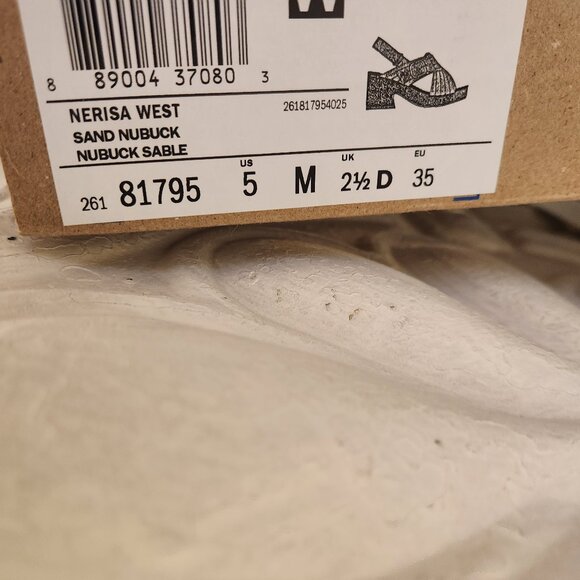 W
8 89004 37080 3
NERISA WEST 261817954025
SAND NUBUCK
NUBUCK SABLE
US UK EU
261 81795 5 M 2½ D 35